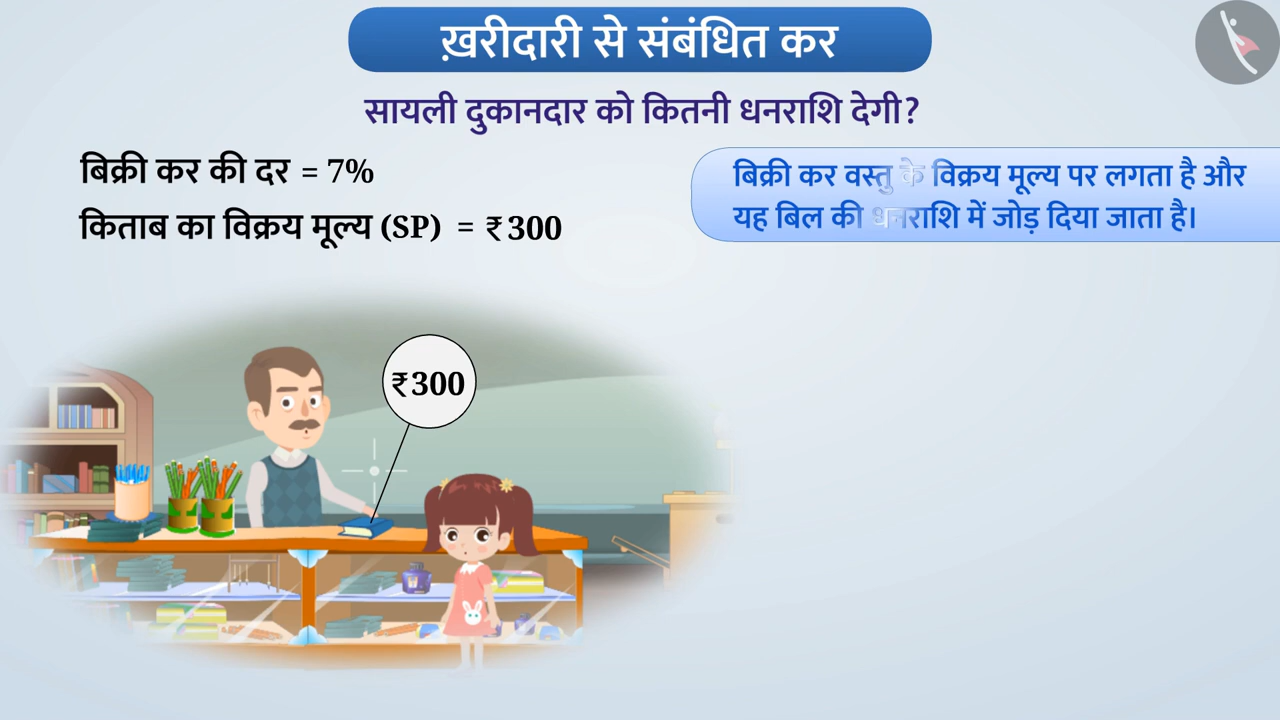 ख़रीदारी से संबंधित कर
सायली दुकानदार को कितनी धनराशि देगी?
बिक्री कर की दर = 7%
किताब का विक्रय मूल्य (SP) = ₹300
बिक्री कर वस्तु के विक्रय मूल्य पर लगता है और
यह बिल की धनराशि में जोड़ दिया जाता है।
₹300